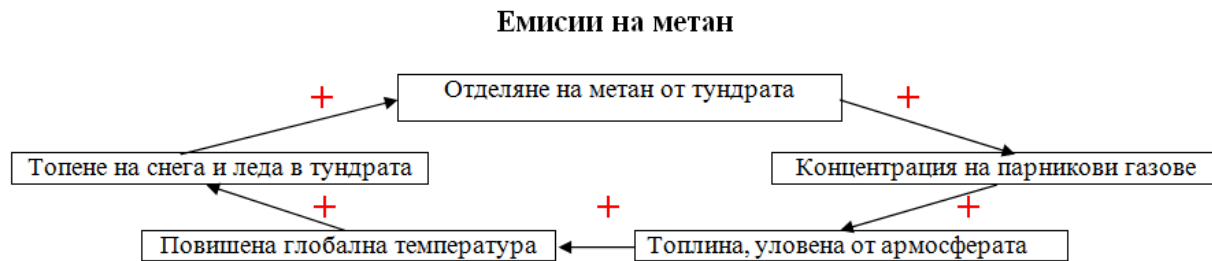 Емисии на метан
Отделяне на метан от тундрата
+
+
Топене на снега и леда в тундрата
Концентрация на парникови газове
+
+
+
Повишена глобална температура
Топлина, уловена от армосферата